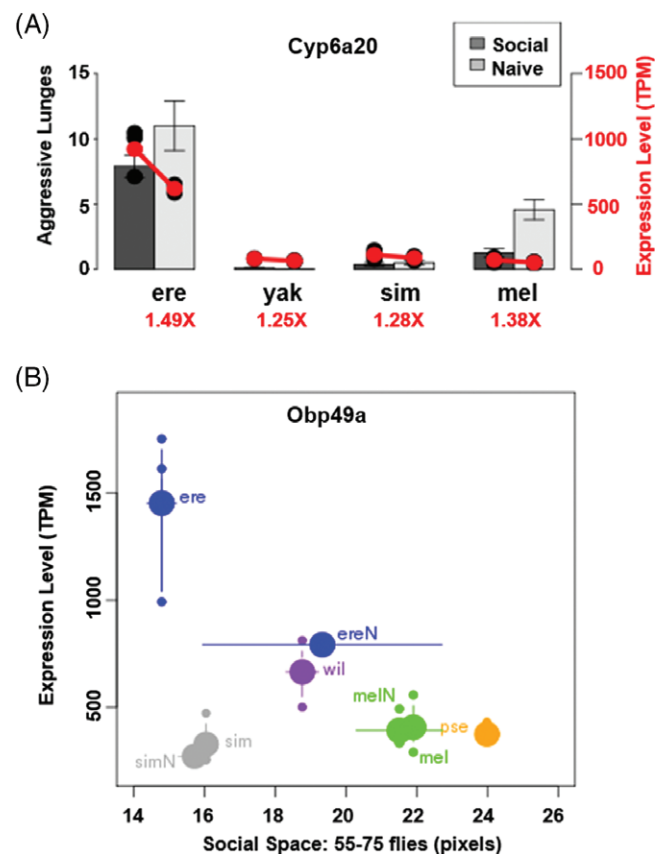 (A)
Cyp6a20
Social
Naive
Aggressive Lunges
15
10
5
0
Expression Level (TPM)
1500
1000
500
0
ere yak sim mel
1.49X 1.25X 1.28X 1.38X
(B)
Obp49a
Expression Level (TPM)
1500
1000
500
ere
ereN
wil
melN
mel
pse
sim
simN
14 16 18 20 22 24 26
Social Space: 55-75 flies (pixels)